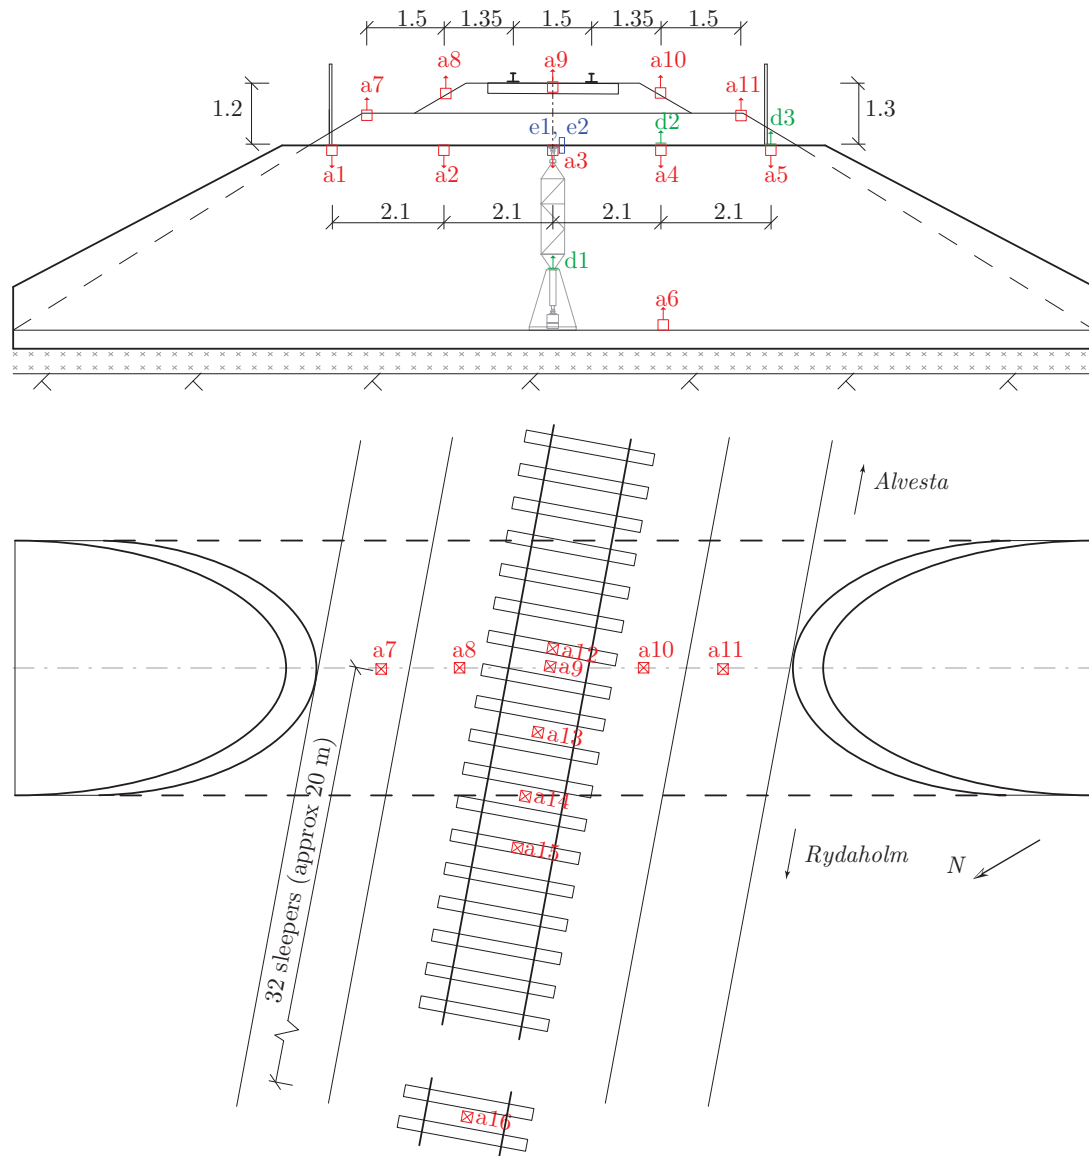 1.5 1.35 1.5 1.35 1.5
a8 a9 a10
a7 a11
1.2 1.3
e1 e2 d2 d3
a1 a2 a3 a4 a5
2.1 2.1 2.1 2.1
d1
a6
Alvesta
a7 a8 a12 a10 a11
a9
a13
32 sleepers (approx 20 m)
a14
a15
Rydaholm
N
a16